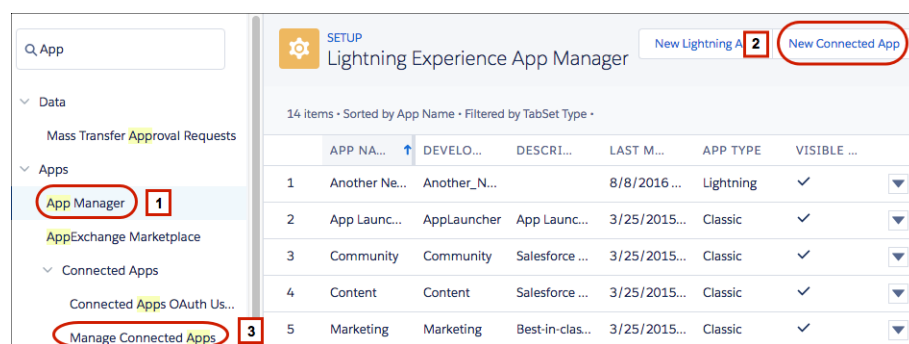 App
Data
Mass Transfer Approval Requests
Apps
App Manager 1
AppExchange Marketplace
Connected Apps
Connected Apps OAuth Us...
Manage Connected Apps 3
SETUP
Lightning Experience App Manager
New Lightning A 2 New Connected App
14 items • Sorted by App Name • Filtered by TabSet Type •
APP NA... ↑ DEVELO... DESCRI... LAST M... APP TYPE VISIBLE ...
1 Another Ne... Another_N... 8/8/2016 ... Lightning ✓
2 App Launc... AppLauncher App Launc... 3/25/2015... Classic ✓
3 Community Community Salesforce ... 3/25/2015... Classic ✓
4 Content Content Salesforce ... 3/25/2015... Classic ✓
5 Marketing Marketing Best-in-clas... 3/25/2015... Classic ✓